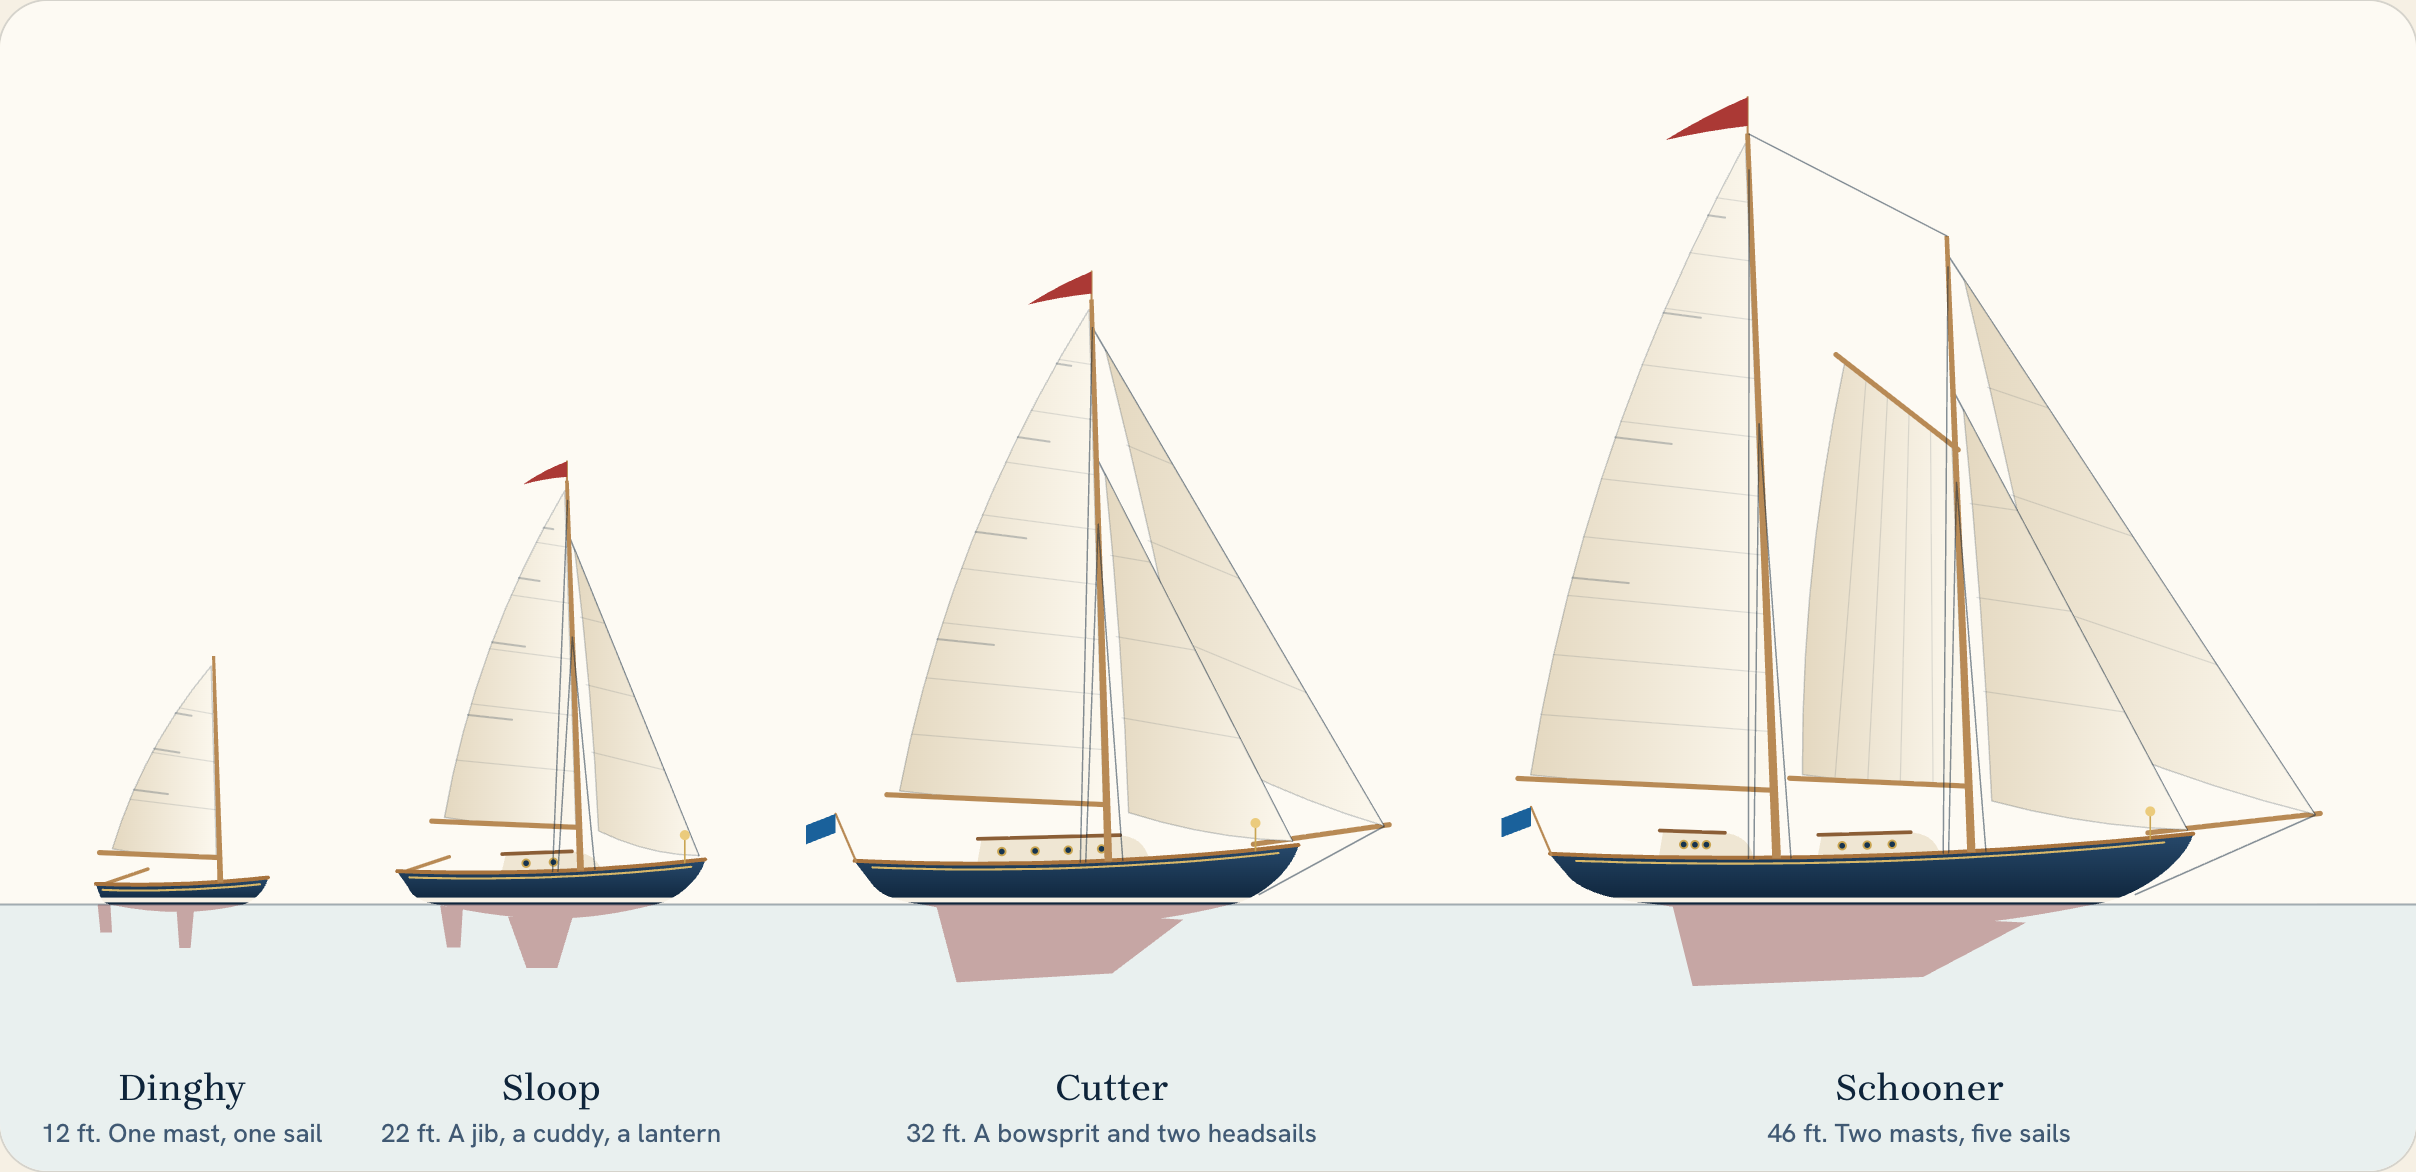 Dinghy
12 ft. One mast, one sail
Sloop
22 ft. A jib, a cuddy, a lantern
Cutter
32 ft. A bowsprit and two headsails
Schooner
46 ft. Two masts, five sails